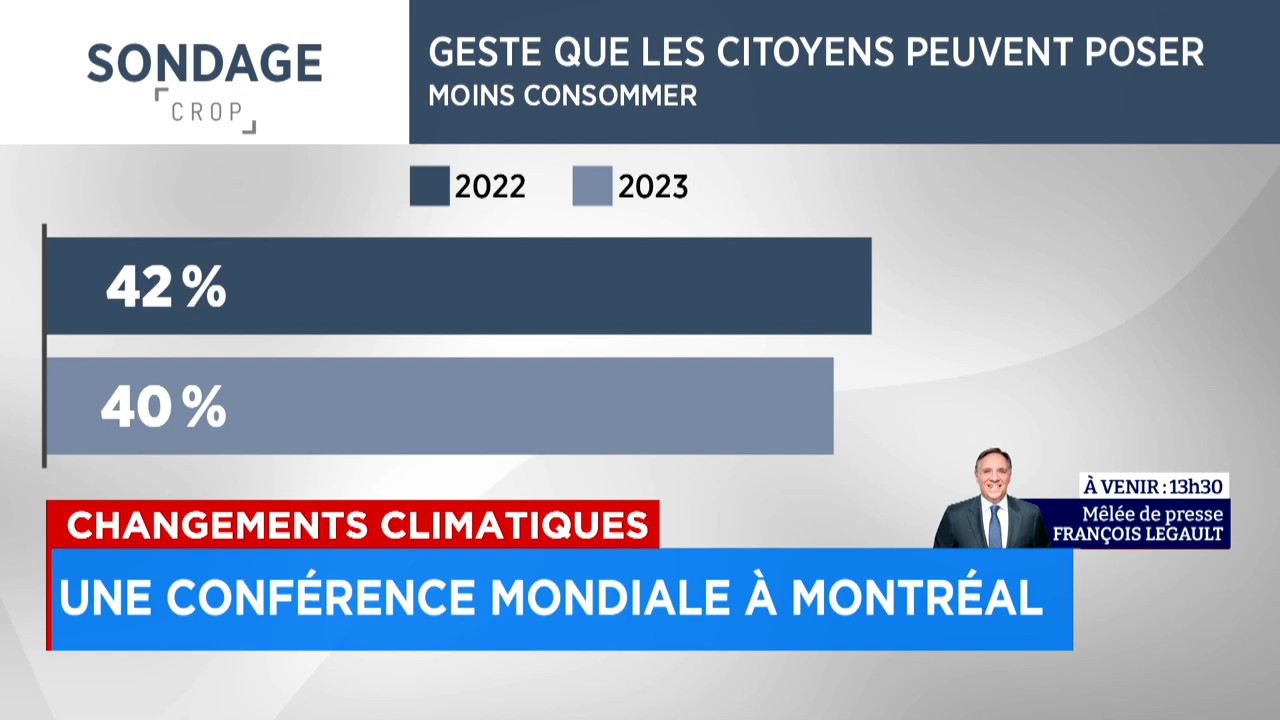 SONDAGE
CROP
GESTE QUE LES CITOYENS PEUVENT POSER
MOINS CONSOMMER
2022
2023
42 %
40 %
À VENIR : 13h30
Mêlée de presse
FRANÇOIS LEGAULT
CHANGEMENTS CLIMATIQUES
UNE CONFÉRENCE MONDIALE À MONTRÉAL